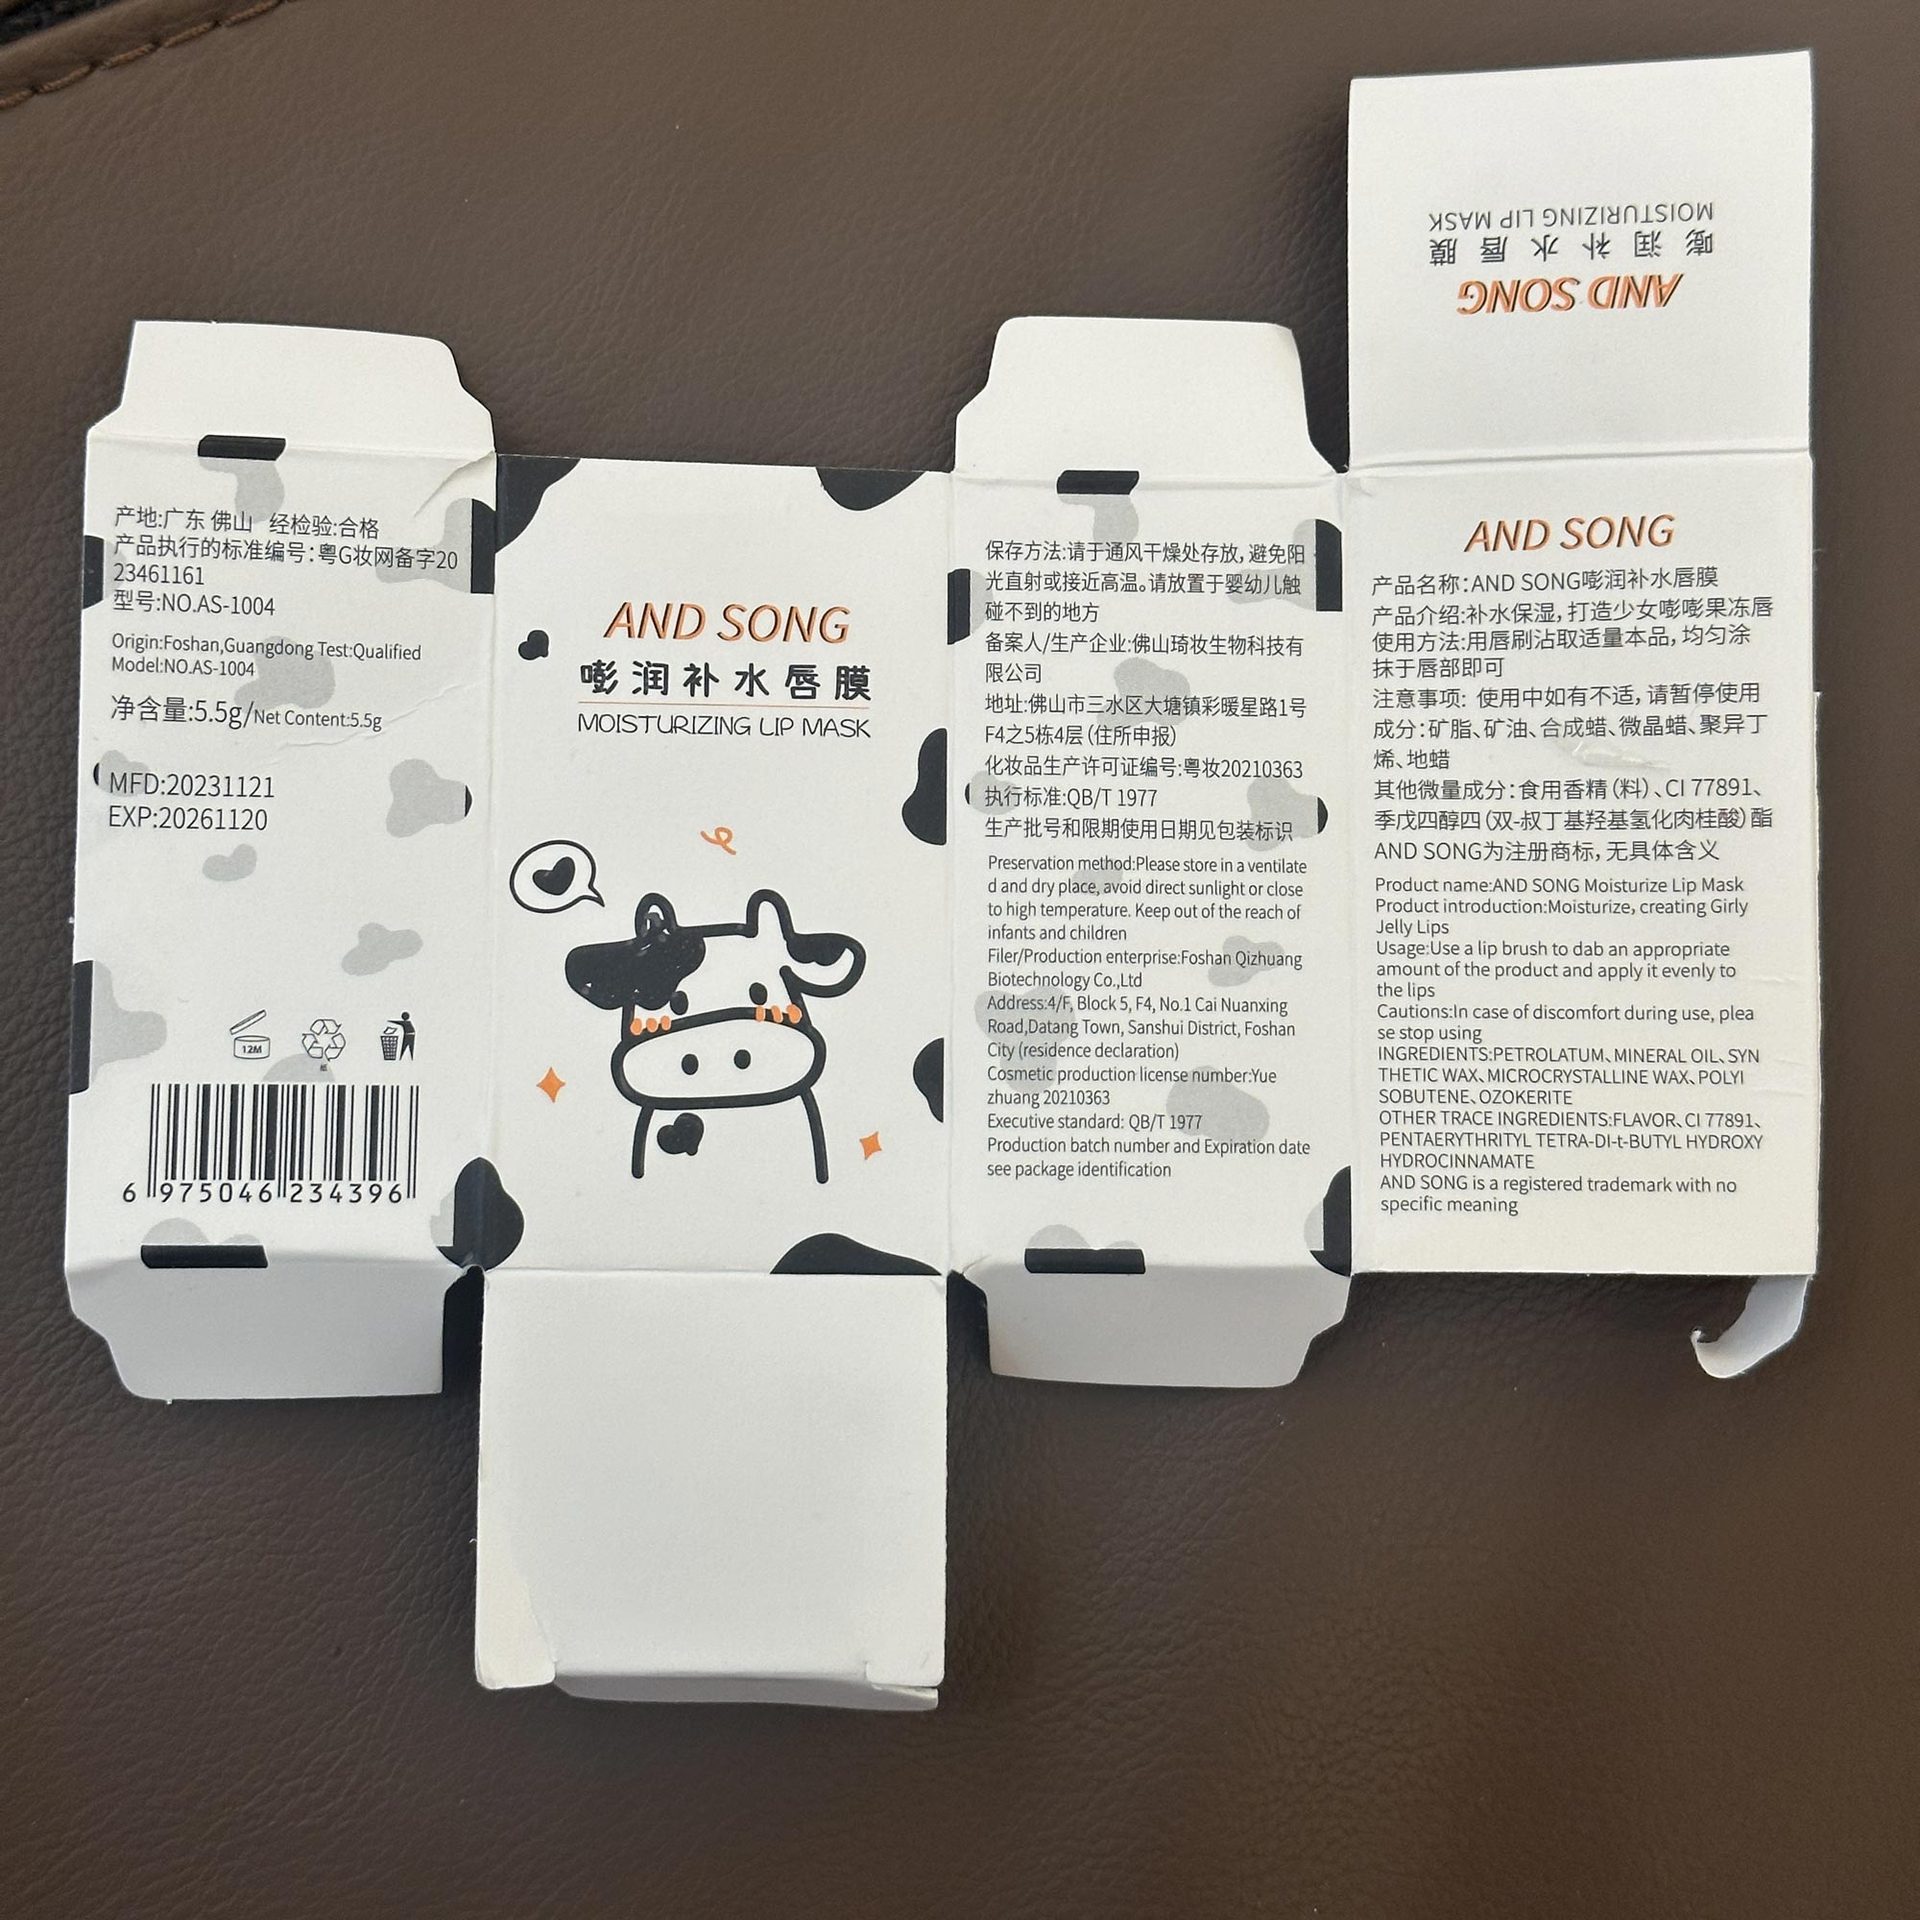 产地:广东 佛山 经检验:合格
产品执行的标准编号:粤G妆网备字20
23461161
型号:NO.AS-1004
Origin:Foshan,Guangdong Test:Qualified
Model:NO.AS-1004
净含量:5.5g/Net Content:5.5g
MFD:20231121
EXP:20261120
12M
6 975046 234396
AND SONG
嘭润补水唇膜
MOISTURIZING LIP MASK
保存方法:请于通风干燥处存放,避免阳
光直射或接近高温。请放置于婴幼儿触
碰不到的地方
备案人/生产企业:佛山琦妆生物科技有
限公司
地址:佛山市三水区大塘镇彩暖星路1号
F4之5栋4层(住所申报)
化妆品生产许可证编号:粤妆20210363
执行标准:QB/T 1977
生产批号和限期使用日期见包装标识
Preservation method:Please store in a ventilate
d and dry place, avoid direct sunlight or close
to high temperature. Keep out of the reach of
infants and children
Filer/Production enterprise:Foshan Qizhuang
Biotechnology Co.,Ltd
Address:4/F, Block 5, F4, No.1 Cai Nuanxing
Road,Datang Town, Sanshui District, Foshan
City (residence declaration)
Cosmetic production license number:Yue
zhuang 20210363
Executive standard: QB/T 1977
Production batch number and Expiration date
see package identification
AND SONG
嘭润补水唇膜
MOISTURIZING LIP MASK
AND SONG
产品名称:AND SONG嘭润补水唇膜
产品介绍:补水保湿,打造少女嘭嘭果冻唇
使用方法:用唇刷沾取适量本品,均匀涂
抹于唇部即可
注意事项: 使用中如有不适,请暂停使用
成分:矿脂、矿油、合成蜡、微晶蜡、聚异丁
烯、地蜡
其他微量成分:食用香精(料)、CI 77891、
季戊四醇四(双-叔丁基羟基氢化肉桂酸)酯
AND SONG为注册商标,无具体含义
Product name:AND SONG Moisturize Lip Mask
Product introduction:Moisturize, creating Girly
Jelly Lips
Usage:Use a lip brush to dab an appropriate
amount of the product and apply it evenly to
the lips
Cautions:In case of discomfort during use, plea
se stop using
INGREDIENTS:PETROLATUM、MINERAL OIL、SYN
THETIC WAX、MICROCRYSTALLINE WAX、POLYI
SOBUTENE、OZOKERITE
OTHER TRACE INGREDIENTS:FLAVOR、CI 77891、
PENTAERYTHRITYL TETRA-DI-t-BUTYL HYDROXY
HYDROCINNAMATE
AND SONG is a registered trademark with no
specific meaning